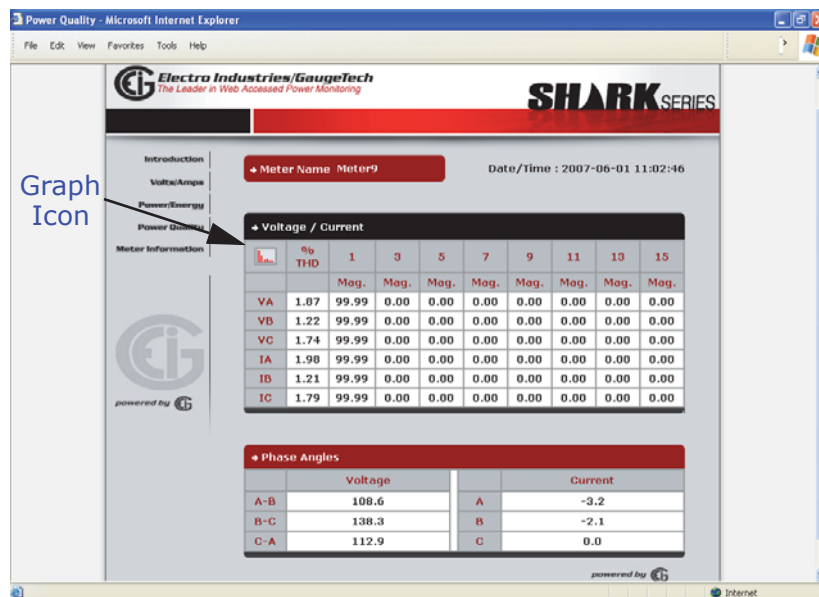 Power Quality - Microsoft Internet Explorer
File Edit View Favorites Tools Help
Electro Industries/GaugeTech
The Leader in Web Accessed Power Monitoring
SHARK SERIES
Introduction
Volts/Amps
Power/Energy
Power Quality
Meter Information
Graph
Icon
Meter Name Meter9
Date/Time : 2007-06-01 11:02:46
Voltage / Current
% THD 1 3 5 7 9 11 13 15
Mag. Mag. Mag. Mag. Mag. Mag. Mag. Mag.
VA 1.87 99.99 0.00 0.00 0.00 0.00 0.00 0.00 0.00
VB 1.22 99.99 0.00 0.00 0.00 0.00 0.00 0.00 0.00
VC 1.74 99.99 0.00 0.00 0.00 0.00 0.00 0.00 0.00
IA 1.98 99.99 0.00 0.00 0.00 0.00 0.00 0.00 0.00
IB 1.21 99.99 0.00 0.00 0.00 0.00 0.00 0.00 0.00
IC 1.79 99.99 0.00 0.00 0.00 0.00 0.00 0.00 0.00
powered by EIG
Phase Angles
Voltage Current
A-B 108.6 A -3.2
B-C 138.3 B -2.1
C-A 112.9 C 0.0
powered by EIG
Internet